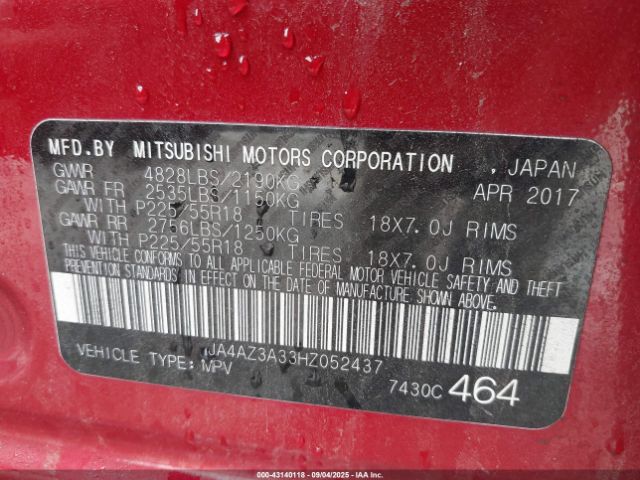 MFD.BY MITSUBISHI MOTORS CORPORATION , JAPAN
GVWR 4828LBS/2190KG APR 2017
GAWR FR 2535LBS/1150KG
WITH P225/55R18 TIRES 18X7.0J RIMS
GAWR RR 2756LBS/1250KG
WITH P225/55R18 TIRES 18X7.0J RIMS
THIS VEHICLE CONFORMS TO ALL APPLICABLE FEDERAL MOTOR VEHICLE SAFETY AND THEFT
PREVENTION STANDARDS IN EFFECT ON THE DATE OF MANUFACTURE SHOWN ABOVE.
JA4AZ3A33HZ052437
VEHICLE TYPE: MPV 7430C 464
000-43140118 - 09/04/2025 - IAAI.CA